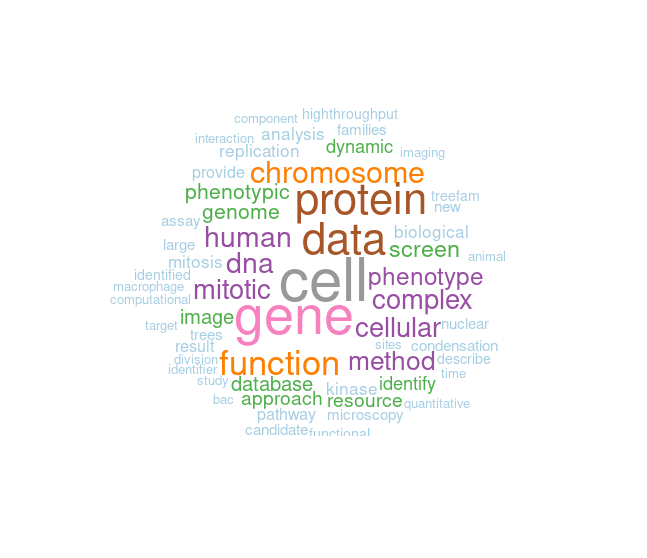 highthroughput
component
families
interaction
analysis
dynamic
replication
imaging
provide
chromosome
phenotypic
protein
treefam
genome
new
assay
human
data
biological
large
screen
mitosis
dna
animal
identified
cell
phenotype
macrophage
mitotic
complex
computational
image
gene
target
cellular
nuclear
trees
result
sites
condensation
division
function
method
describe
identifier
time
study
database
kinase
identify
bac
approach
resource
quantitative
pathway
microscopy
candidate
functional